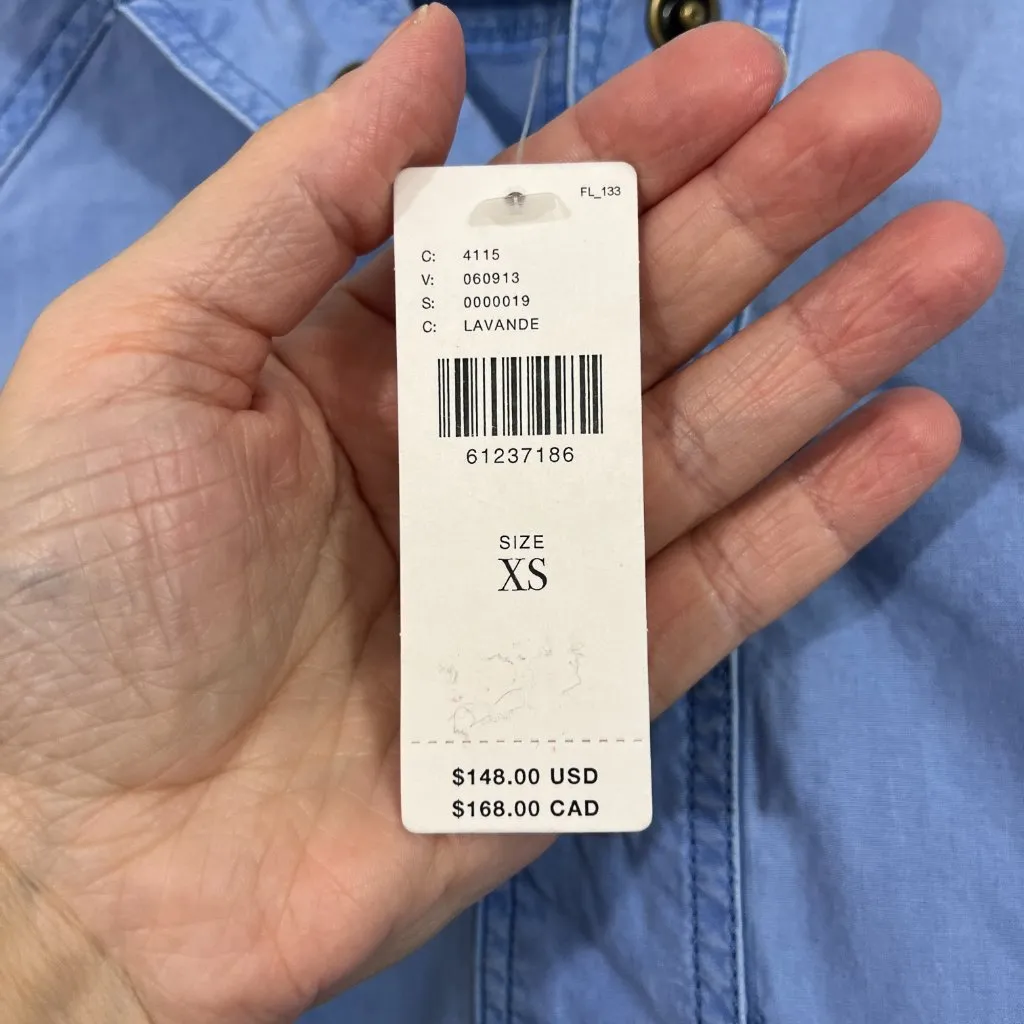 FL_133
C: 4115
V: 060913
S: 0000019
C: LAVANDE
61237186
SIZE
XS
$148.00 USD
$168.00 CAD